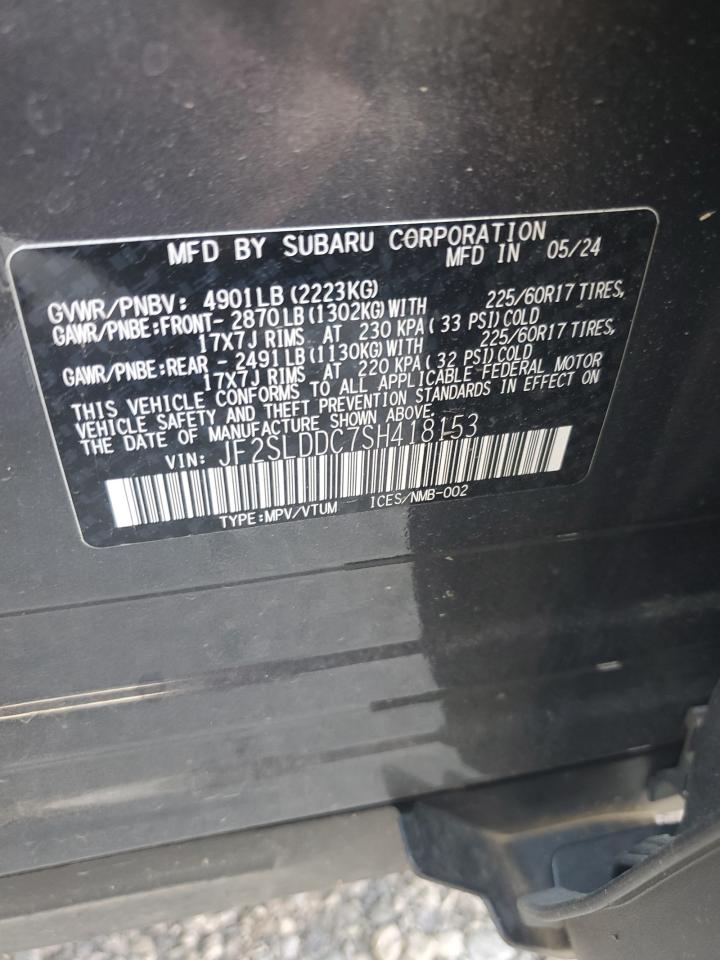 MFD BY SUBARU CORPORATION
MFD IN 05/24
GVWR/PNBV: 4901LB(2223KG)
GAWR/PNBE:FRONT- 2870LB(1302KG)WITH 225/60R17 TIRES,
17X7J RIMS AT 230 KPA( 33 PSI)COLD
GAWR/PNBE:REAR - 2491LB(1130KG)WITH 225/60R17 TIRES,
17X7J RIMS AT 220 KPA( 32 PSI)COLD
THIS VEHICLE CONFORMS TO ALL APPLICABLE FEDERAL MOTOR
VEHICLE SAFETY AND THEFT PREVENTION STANDARDS IN EFFECT ON
THE DATE OF MANUFACTURE SHOWN ABOVE.
VIN: JF2SLDDC7SH418153
TYPE:MPV/VTUM ICES/NMB-002